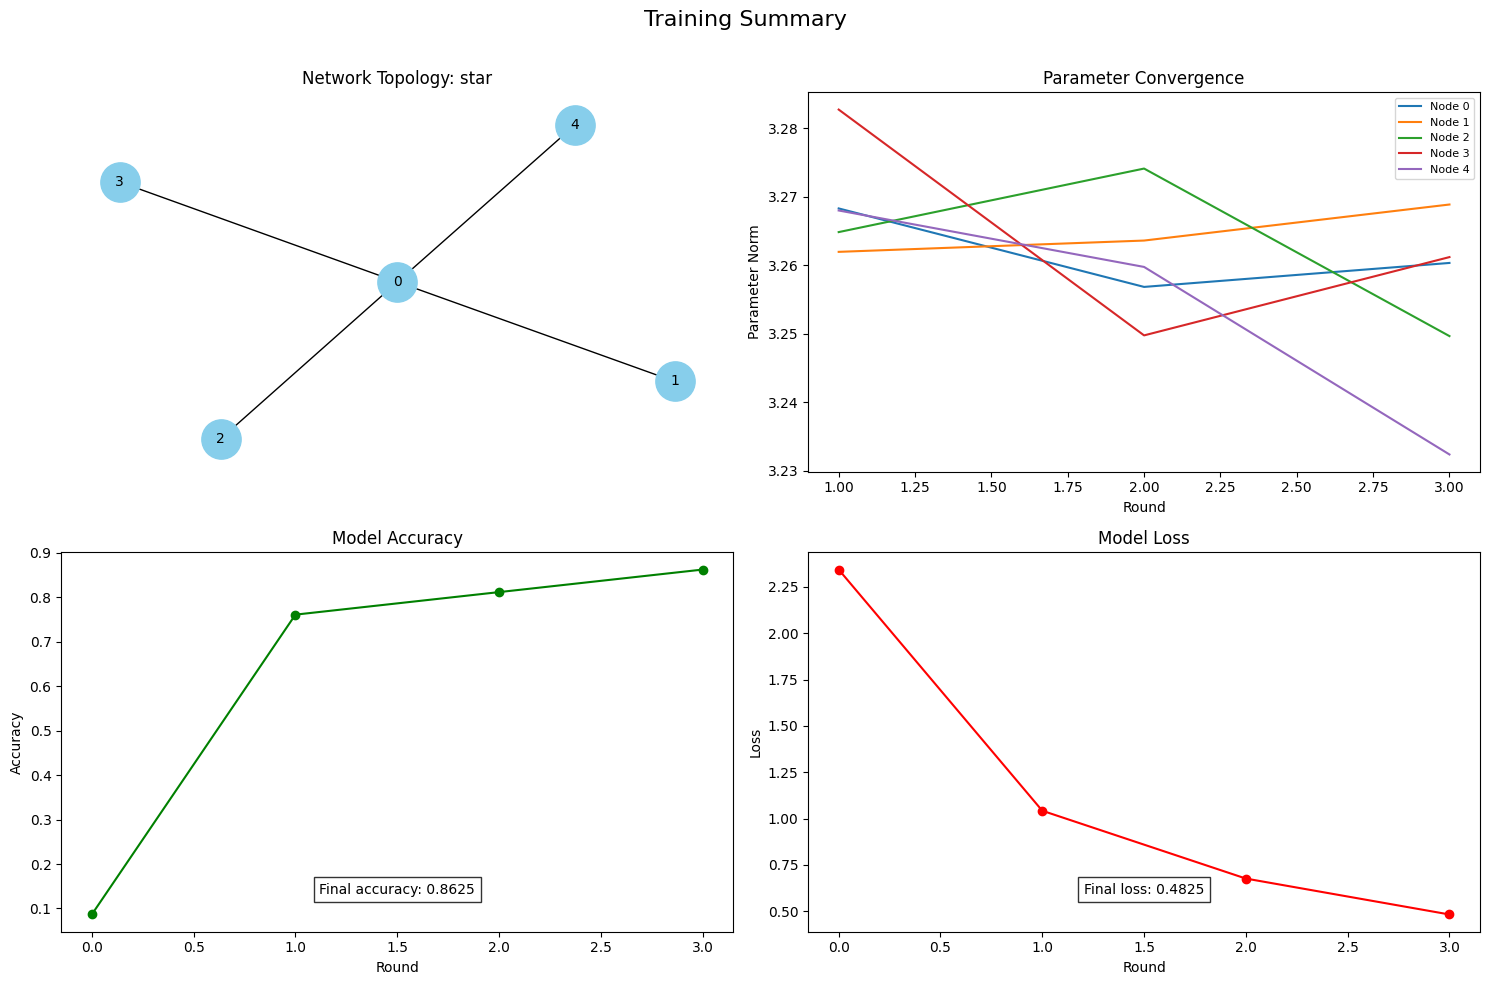 Training Summary
Network Topology: star
4
3
0
1
2
Parameter Convergence
Node 0
Node 1
Node 2
Node 3
Node 4
Parameter Norm
3.28
3.27
3.26
3.25
3.24
3.23
1.00 1.25 1.50 1.75 2.00 2.25 2.50 2.75 3.00
Round
Model Accuracy
Accuracy
0.9
0.8
0.7
0.6
0.5
0.4
0.3
0.2
0.1
Final accuracy: 0.8625
0.0 0.5 1.0 1.5 2.0 2.5 3.0
Round
Model Loss
Loss
2.25
2.00
1.75
1.50
1.25
1.00
0.75
0.50
Final loss: 0.4825
0.0 0.5 1.0 1.5 2.0 2.5 3.0
Round